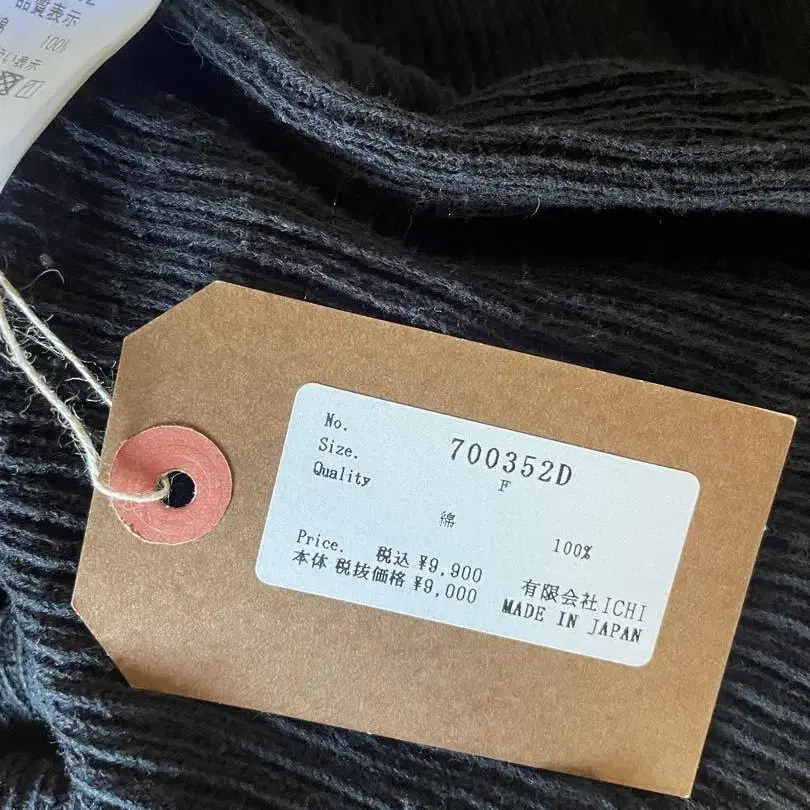 品質表示
綿 100%
No. 700352D
Size. F
Quality
綿 100%
Price. 税込 ¥9,900
本体 税抜価格 ¥9,000
有限会社ICHI
MADE IN JAPAN